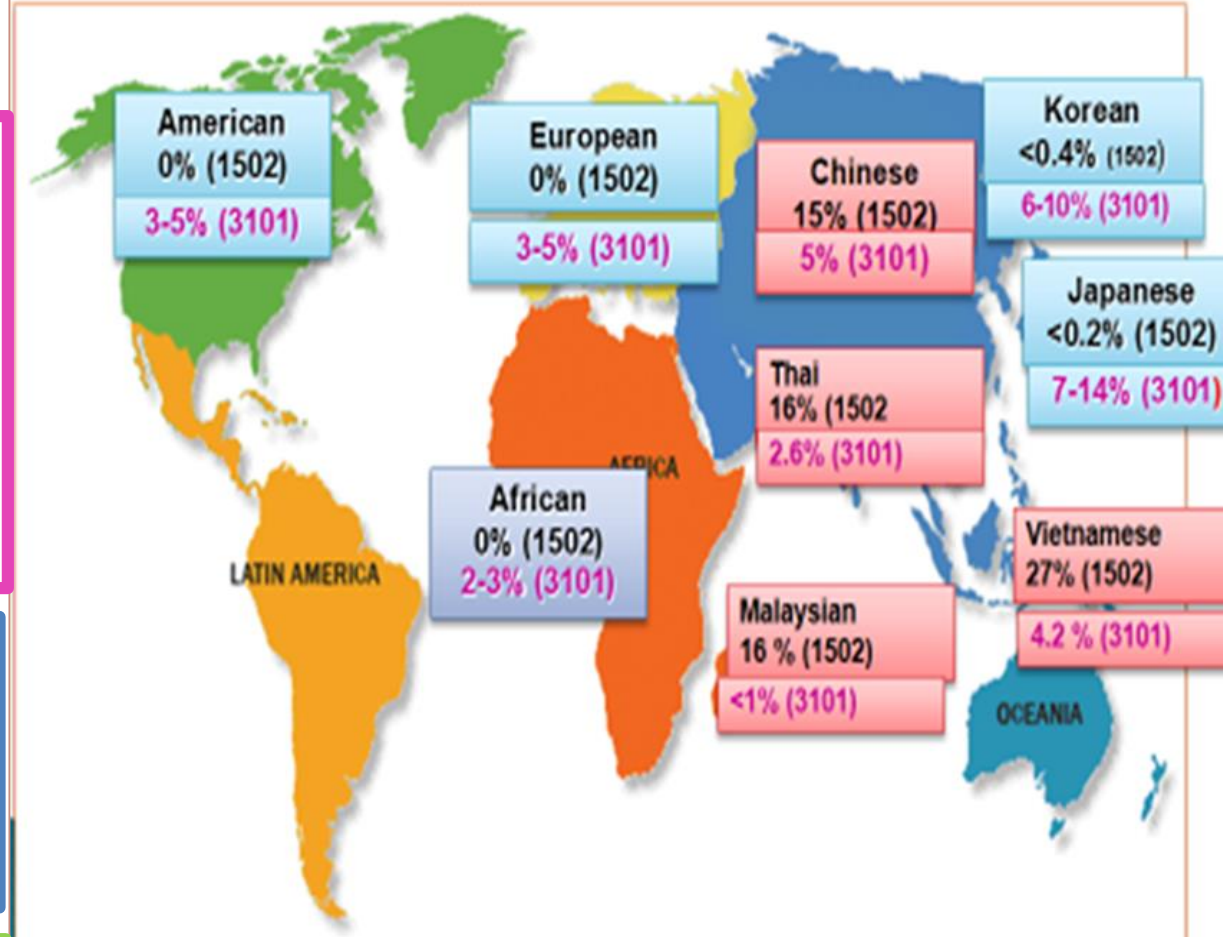 American
0% (1502)
3-5% (3101)
European
0% (1502)
3-5% (3101)
Chinese
15% (1502)
5% (3101)
Korean
<0.4% (1502)
6-10% (3101)
Japanese
<0.2% (1502)
7-14% (3101)
Thai
16% (1502
2.6% (3101)
AFRICA
African
0% (1502)
2-3% (3101)
LATIN AMERICA
Vietnamese
27% (1502)
4.2 % (3101)
Malaysian
16 % (1502)
<1% (3101)
OCEANIA